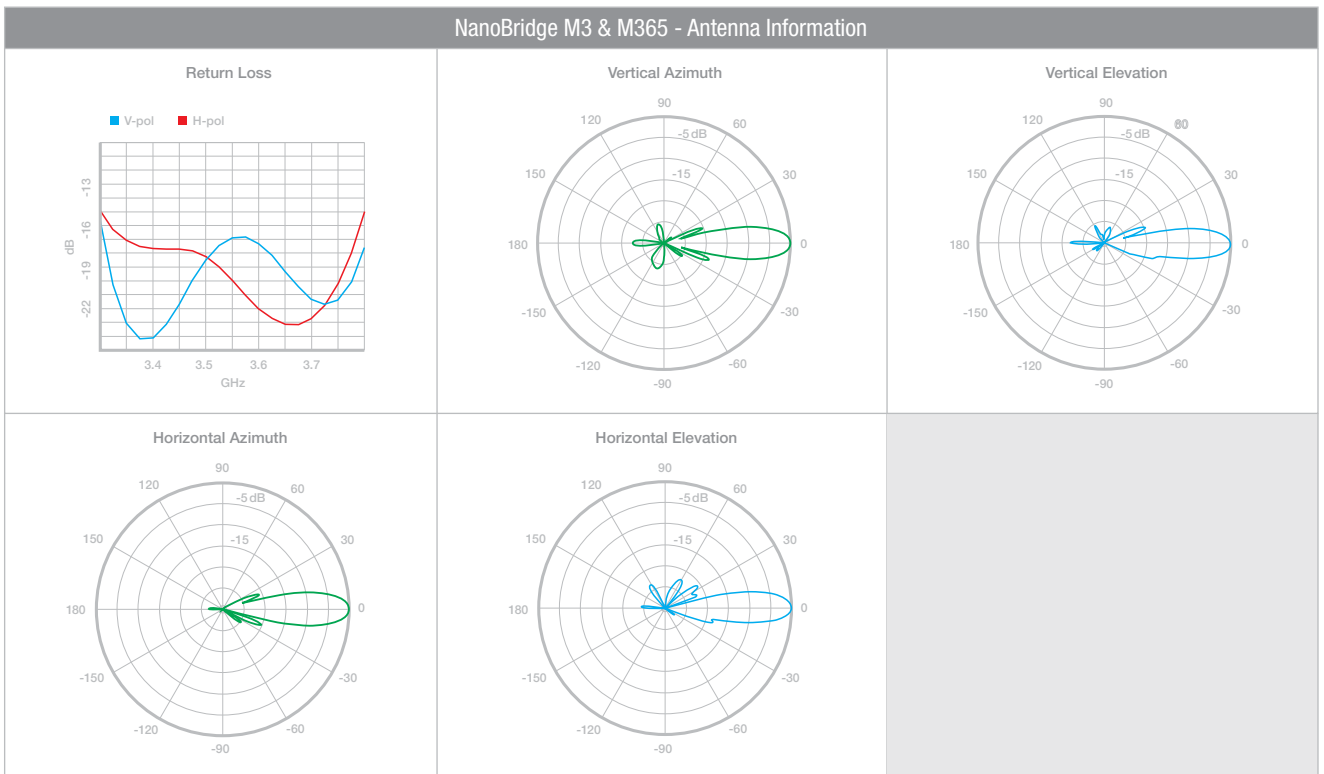 NanoBridge M3 & M365 - Antenna Information
Return Loss
V-pol H-pol
-13
-16
-19
-22
dB
3.4 3.5 3.6 3.7
GHz
Vertical Azimuth
90
120 60
-5 dB
150 -15 30
180 0
-150 -30
-120 -60
-90
Vertical Elevation
90
120
-5 dB
150 -15 30
180 0
-150 -30
-120 -60
-90
Horizontal Azimuth
90
120 60
-5 dB
150 -15 30
180 0
-150 -30
-120 -60
-90
Horizontal Elevation
90
120 60
-5 dB
150 -15 30
180 0
-150 -30
-120 -60
-90